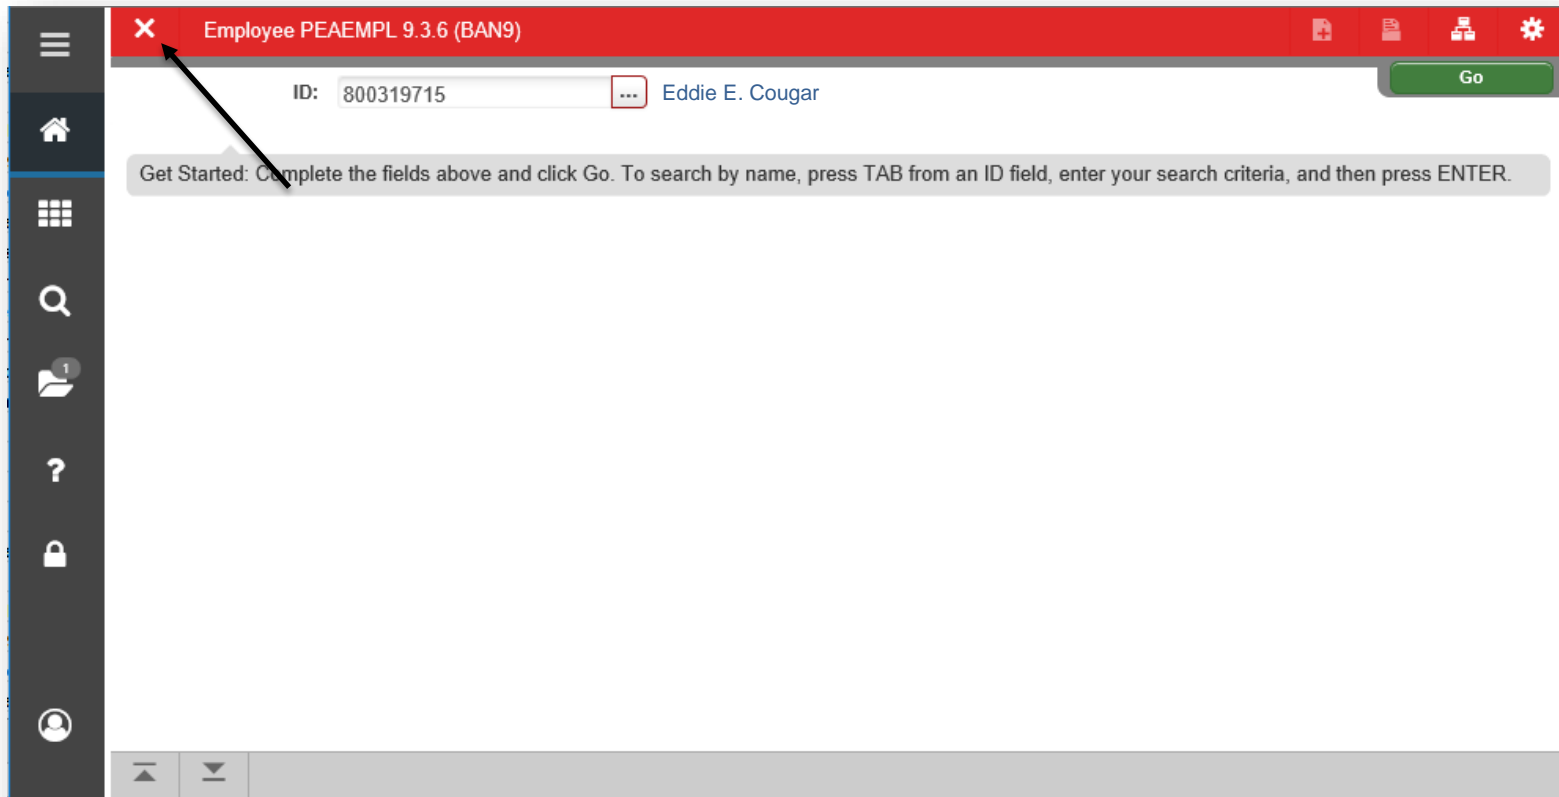 Employee PEAEMPL 9.3.6 (BAN9)
Go
ID: 800319715 ... Eddie E. Cougar
Get Started: Complete the fields above and click Go. To search by name, press TAB from an ID field, enter your search criteria, and then press ENTER.
1
?